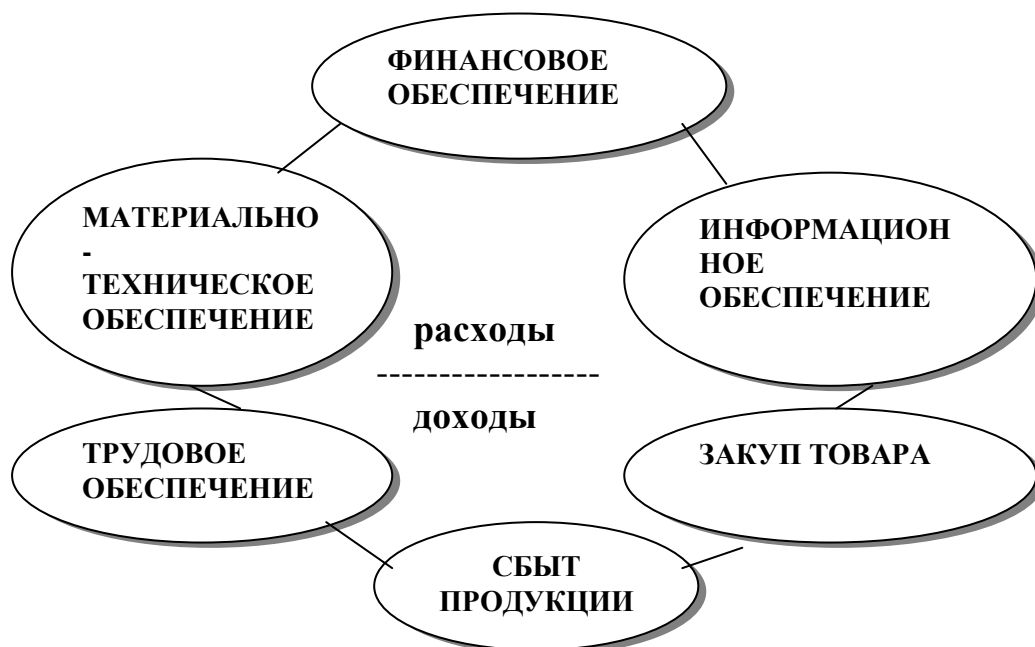 ФИНАНСОВОЕ
ОБЕСПЕЧЕНИЕ
МАТЕРИАЛЬНО
-
ТЕХНИЧЕСКОЕ
ОБЕСПЕЧЕНИЕ
ИНФОРМАЦИОН
НОЕ
ОБЕСПЕЧЕНИЕ
расходы
------------------
доходы
ТРУДОВОЕ
ОБЕСПЕЧЕНИЕ
ЗАКУП ТОВАРА
СБЫТ
ПРОДУКЦИИ